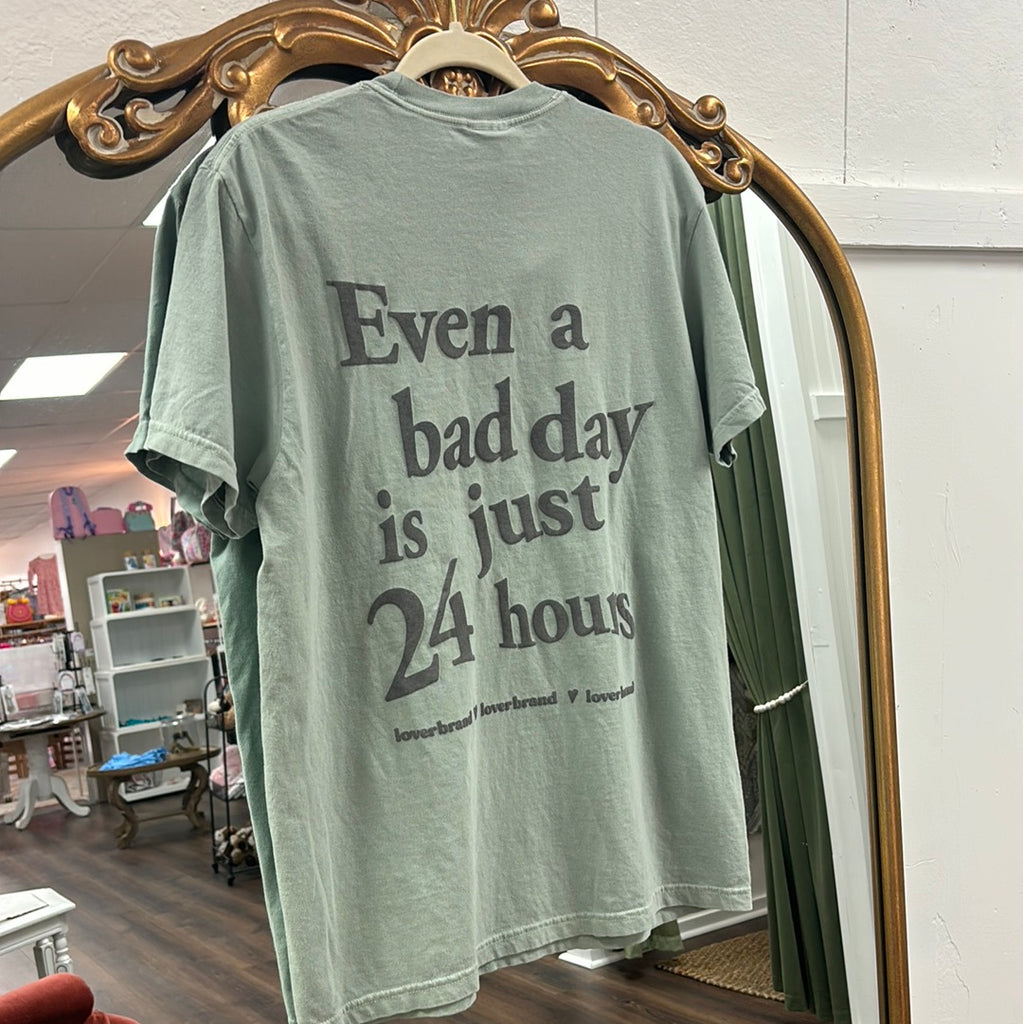 Even a
bad day
is just
24 hours
loverbrand ♥ loverbrand ♥ loverbrand